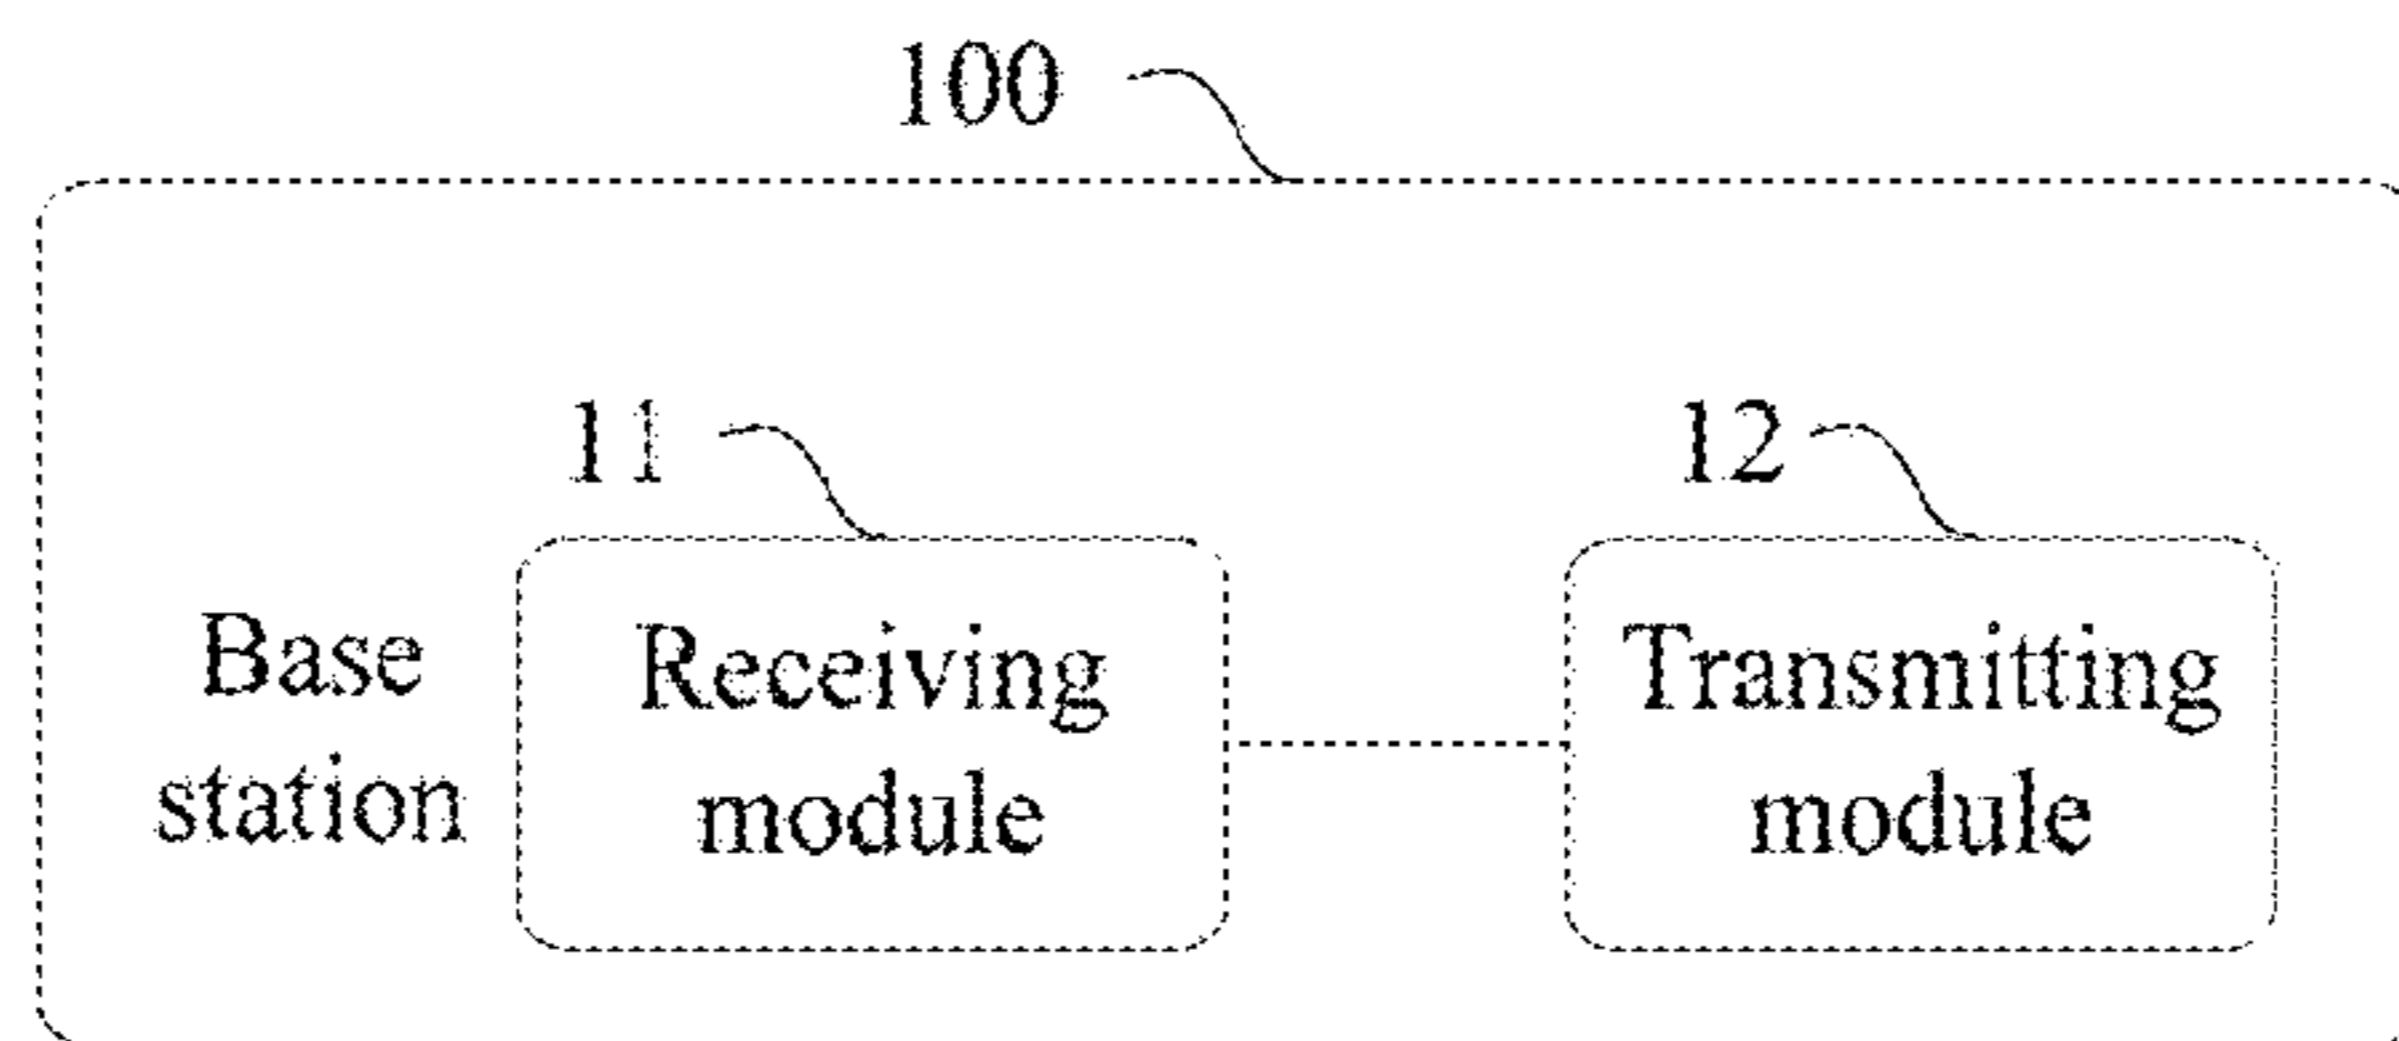 100
11
12
Base
station
Receiving
module
Transmitting
module